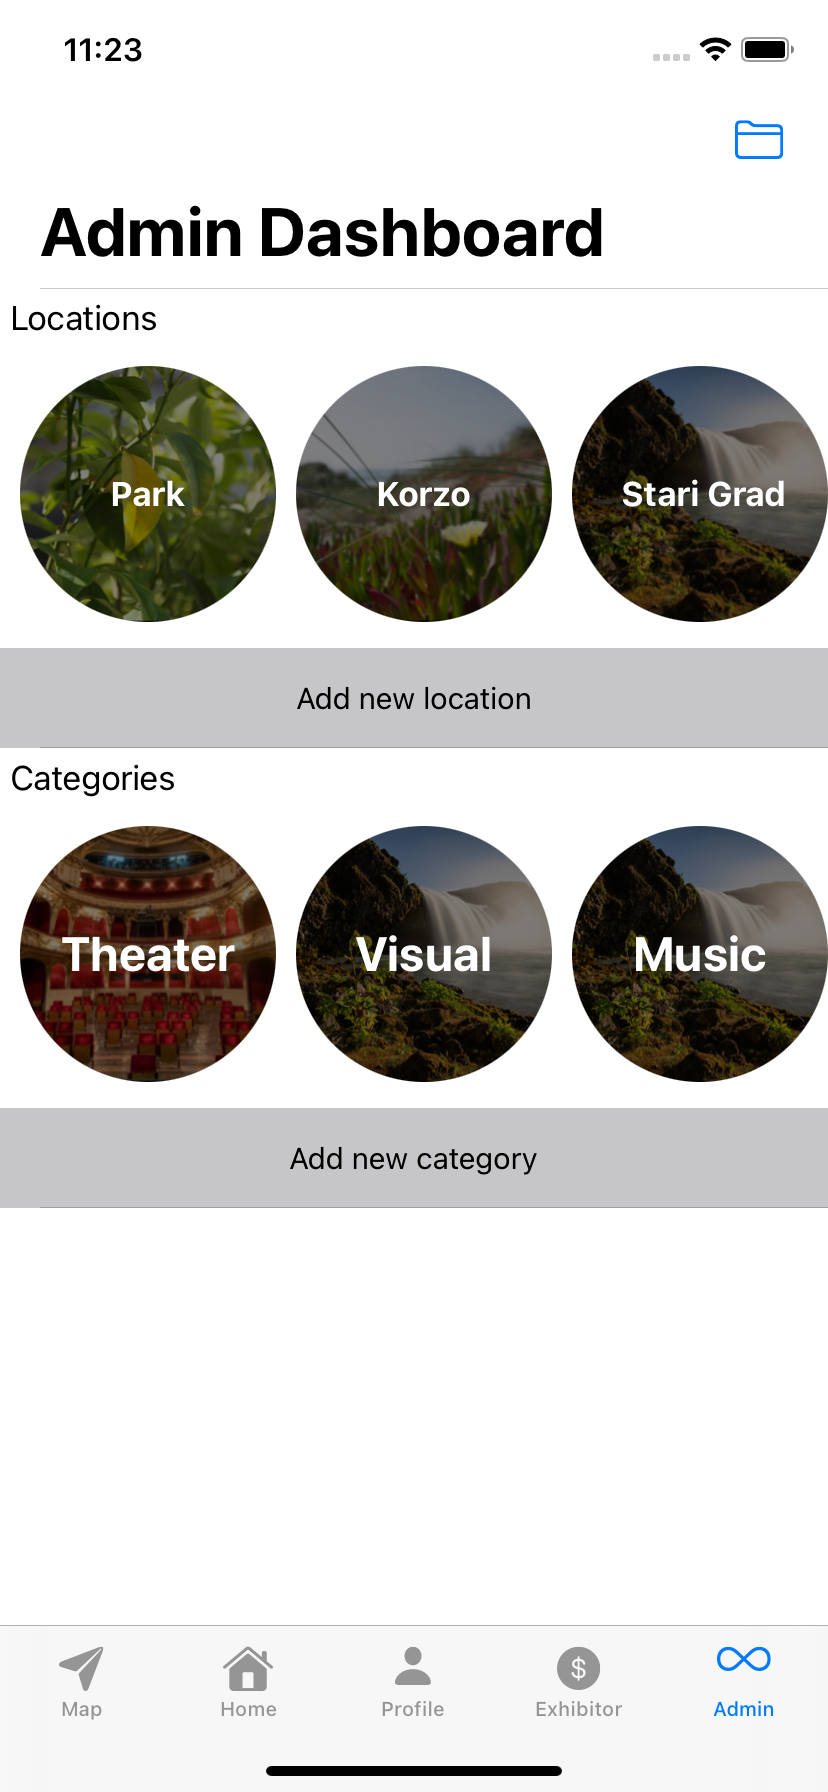 11:23
Admin Dashboard
Locations
Park
Korzo
Stari Grad
Add new location
Categories
Theater
Visual
Music
Add new category
Map
Home
Profile
$
Exhibitor
Admin